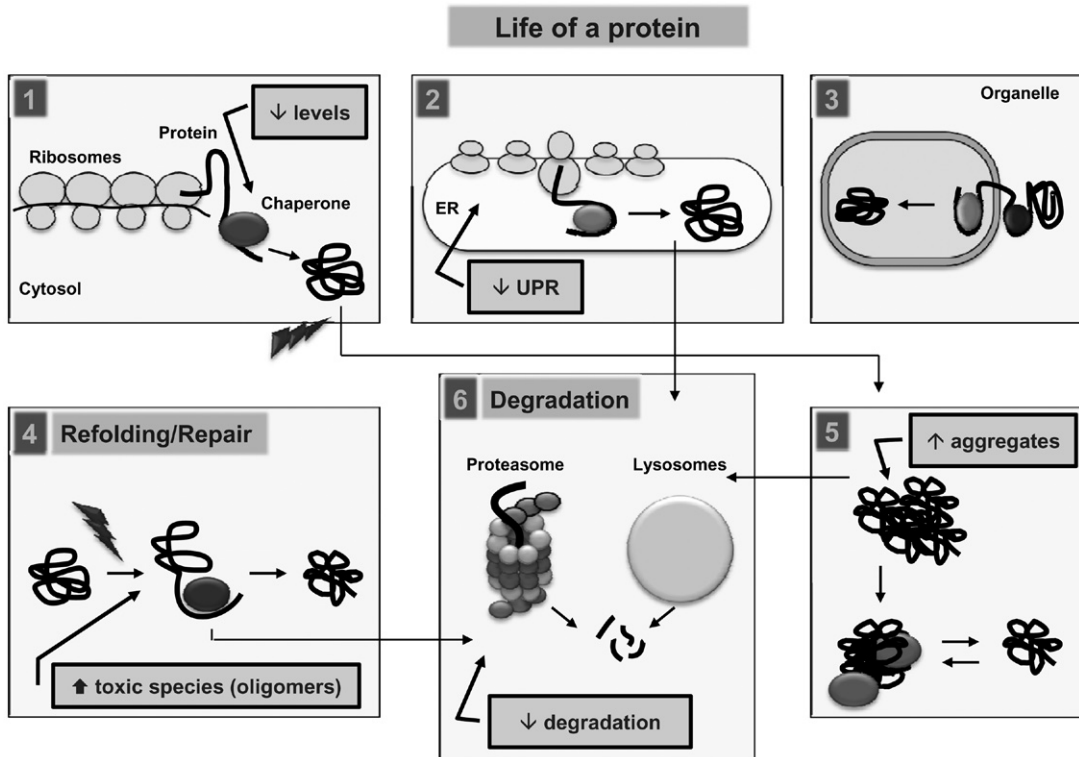 Life of a protein
1
↓ levels
Protein
Ribosomes
Chaperone
Cytosol
2
ER
↓ UPR
3
Organelle
4 Refolding/Repair
↑ toxic species (oligomers)
6 Degradation
Proteasome
Lysosomes
↓ degradation
5
↑ aggregates